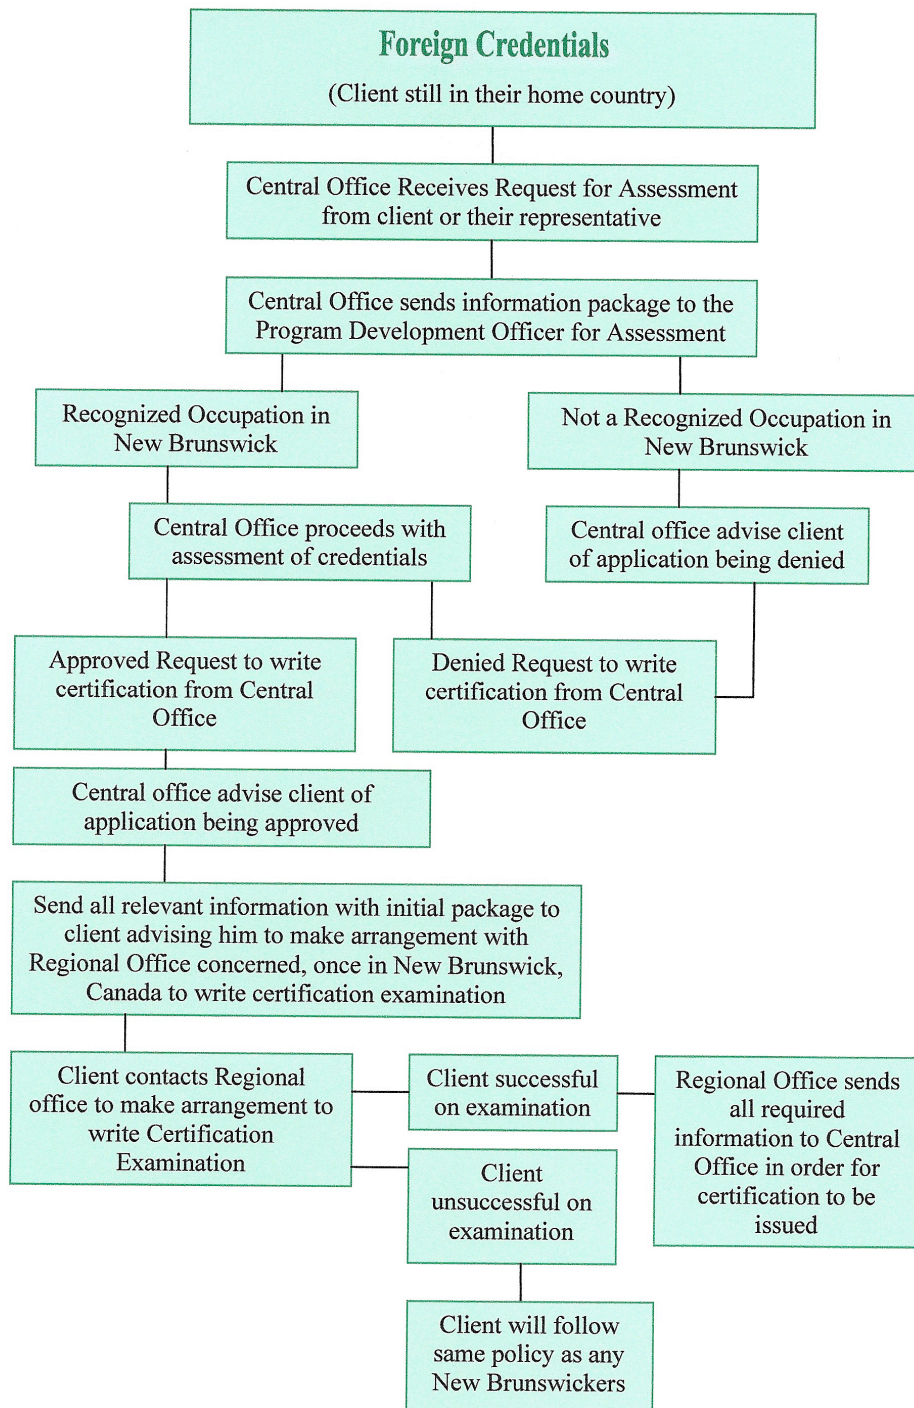 Foreign Credentials
(Client still in their home country)
Central Office Receives Request for Assessment
from client or their representative
Central Office sends information package to the
Program Development Officer for Assessment
Recognized Occupation in
New Brunswick
Not a Recognized Occupation in
New Brunswick
Central Office proceeds with
assessment of credentials
Central office advise client
of application being denied
Approved Request to write
certification from Central
Office
Denied Request to write
certification from Central
Office
Central office advise client of
application being approved
Send all relevant information with initial package to
client advising him to make arrangement with
Regional Office concerned, once in New Brunswick,
Canada to write certification examination
Client contacts Regional
office to make arrangement to
write Certification
Examination
Client successful
on examination
Regional Office sends
all required
information to Central
Office in order for
certification to be
issued
Client
unsuccessful on
examination
Client will follow
same policy as any
New Brunswickers